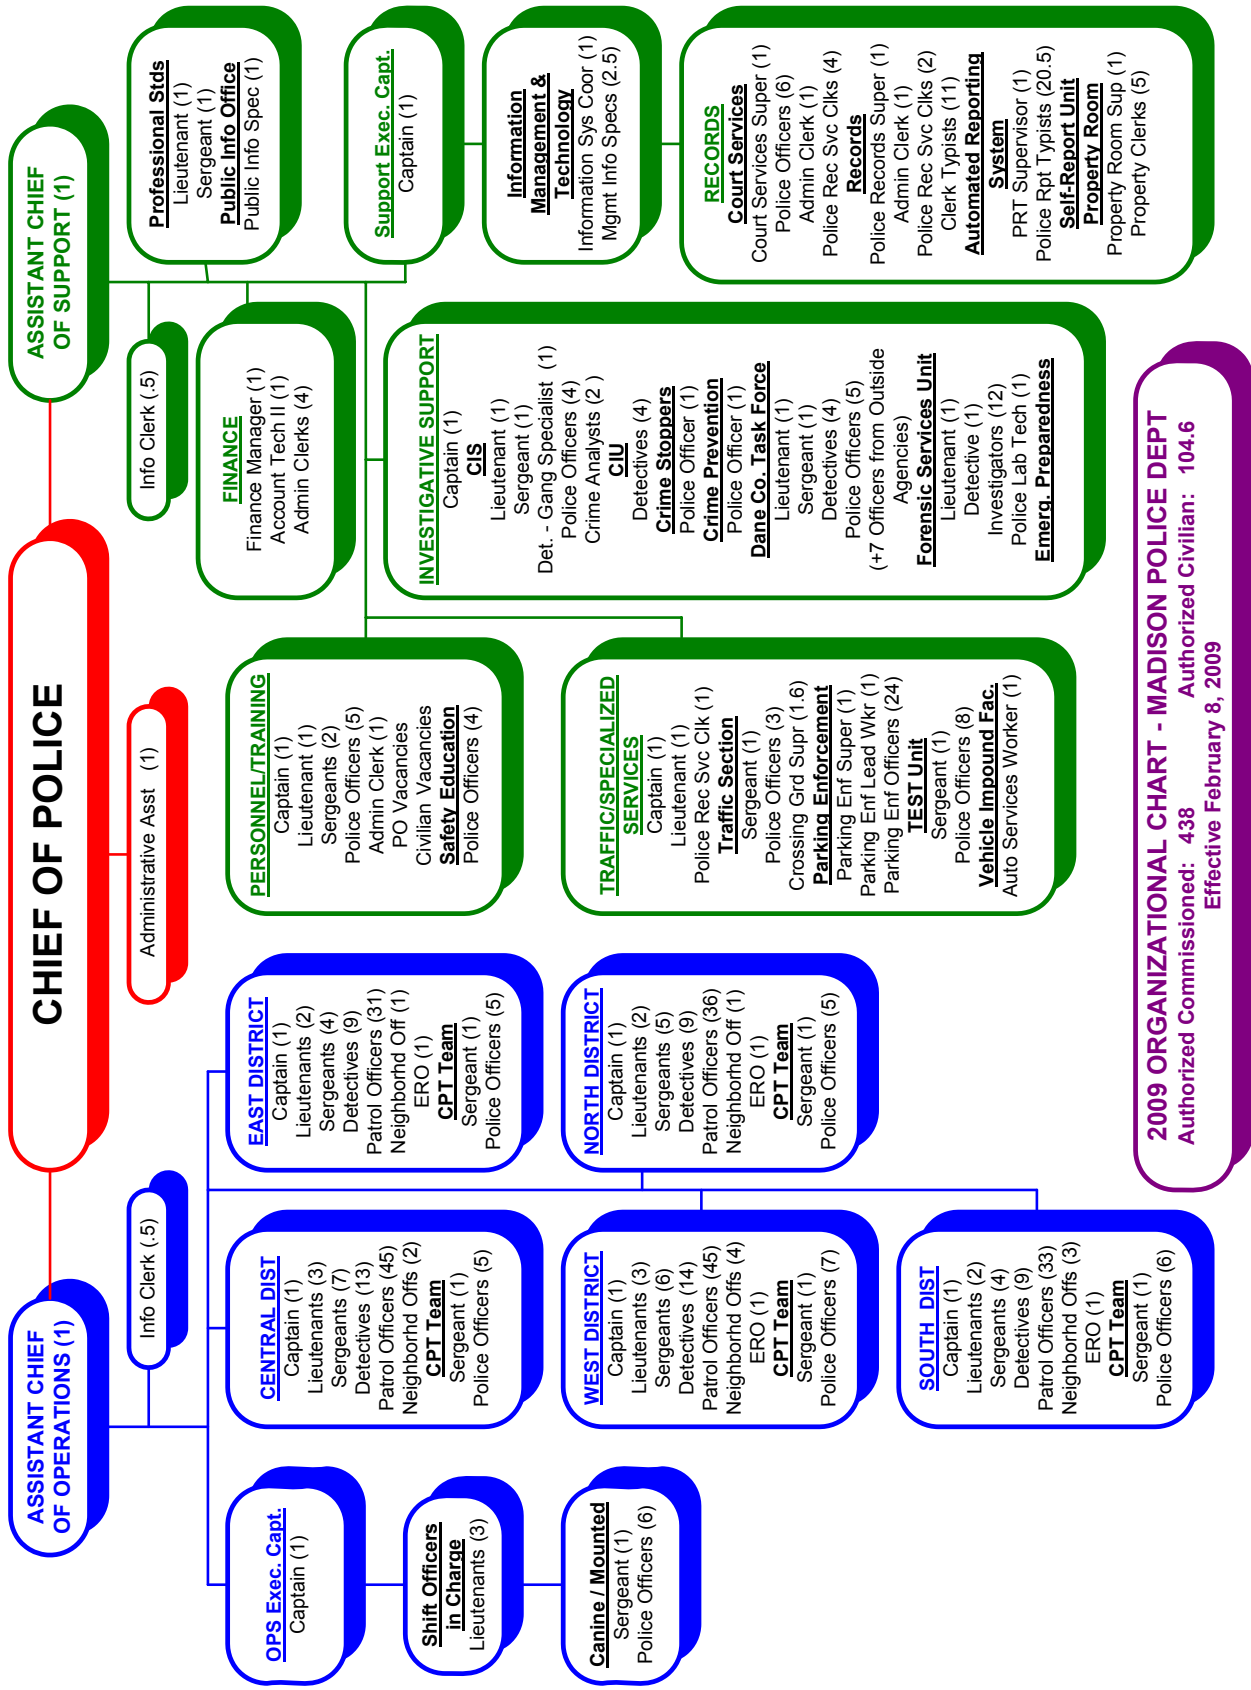 CHIEF OF POLICE
Administrative Asst  (1)
ASSISTANT CHIEF
OF OPERATIONS (1)
Info Clerk (.5)
OPS Exec. Capt.
Captain (1)
Shift Officers
in Charge
Lieutenants (3)
Canine / Mounted
Sergeant (1)
Police Officers (6)
CENTRAL DIST
Captain (1)
Lieutenants (3)
Sergeants (7)
Detectives (13)
Patrol Officers (45)
Neighborhd Offs (2)
CPT Team
Sergeant (1)
Police Officers (5)
WEST DISTRICT
Captain (1)
Lieutenants (3)
Sergeants (6)
Detectives (14)
Patrol Officers (45)
Neighborhd Offs (4)
ERO (1)
CPT Team
Sergeant (1)
Police Officers (7)
SOUTH  DIST
Captain (1)
Lieutenants (2)
Sergeants (4)
Detectives (9)
Patrol Officers (33)
Neighborhd Offs (3)
ERO (1)
CPT Team
Sergeant (1)
Police Officers (6)
EAST DISTRICT
Captain (1)
Lieutenants (2)
Sergeants (4)
Detectives (9)
Patrol Officers (31)
Neighborhd Off (1)
ERO (1)
CPT Team
Sergeant (1)
Police Officers (5)
NORTH DISTRICT
Captain (1)
Lieutenants (2)
Sergeants (5)
Detectives (9)
Patrol Officers (36)
Neighborhd Off (1)
ERO (1)
CPT Team
Sergeant (1)
Police Officers (5)
ASSISTANT CHIEF
OF SUPPORT (1)
Info Clerk (.5)
PERSONNEL/TRAINING
Captain (1)
Lieutenant (1)
Sergeants (2)
Police Officers (5)
Admin Clerk (1)
PO Vacancies
Civilian Vacancies
Safety Education
Police Officers (4)
TRAFFIC/SPECIALIZED
SERVICES
Captain (1)
Lieutenant (1)
Police Rec Svc Clk (1)
Traffic Section
Sergeant (1)
Police Officers (3)
Crossing Grd Supr (1.6)
Parking Enforcement
Parking Enf Super (1)
Parking Enf Lead Wkr (1)
Parking Enf Officers (24)
TEST Unit
Sergeant (1)
Police Officers (8)
Vehicle Impound Fac.
Auto Services Worker (1)
FINANCE
Finance Manager (1)
Account Tech II (1)
Admin Clerks (4)
INVESTIGATIVE SUPPORT
Captain (1)
CIS
Lieutenant (1)
Sergeant (1)
Det. - Gang Specialist  (1)
Police Officers (4)
Crime Analysts (2 )
CIU
Detectives (4)
Crime Stoppers
Police Officer (1)
Crime Prevention
Police Officer (1)
Dane Co. Task Force
Lieutenant (1)
Sergeant (1)
Detectives (4)
Police Officers (5)
(+7 Officers from Outside
Agencies)
Forensic Services Unit
Lieutenant (1)
Detective (1)
Investigators (12)
Police Lab Tech (1)
Emerg. Preparedness
Professional Stds
Lieutenant (1)
Sergeant (1)
Public Info Office
Public Info Spec (1)
Support Exec. Capt.
Captain (1)
Information
Management &
Technology
Information Sys Coor (1)
Mgmt Info Specs (2.5)
RECORDS
Court Services
Court Services Super (1)
Police Officers (6)
Admin Clerk (1)
Police Rec Svc Clks (4)
Records
Police Records Super (1)
Admin Clerk (1)
Police Rec Svc Clks (2)
Clerk Typists (11)
Automated Reporting
System
PRT Supervisor (1)
Police Rpt Typists (20.5)
Self-Report Unit
Property Room
Property Room Sup (1)
Property Clerks (5)
2009 ORGANIZATIONAL CHART - MADISON POLICE DEPT
Authorized Commissioned:  438  Authorized Civilian:  104.6
Effective February 8, 2009